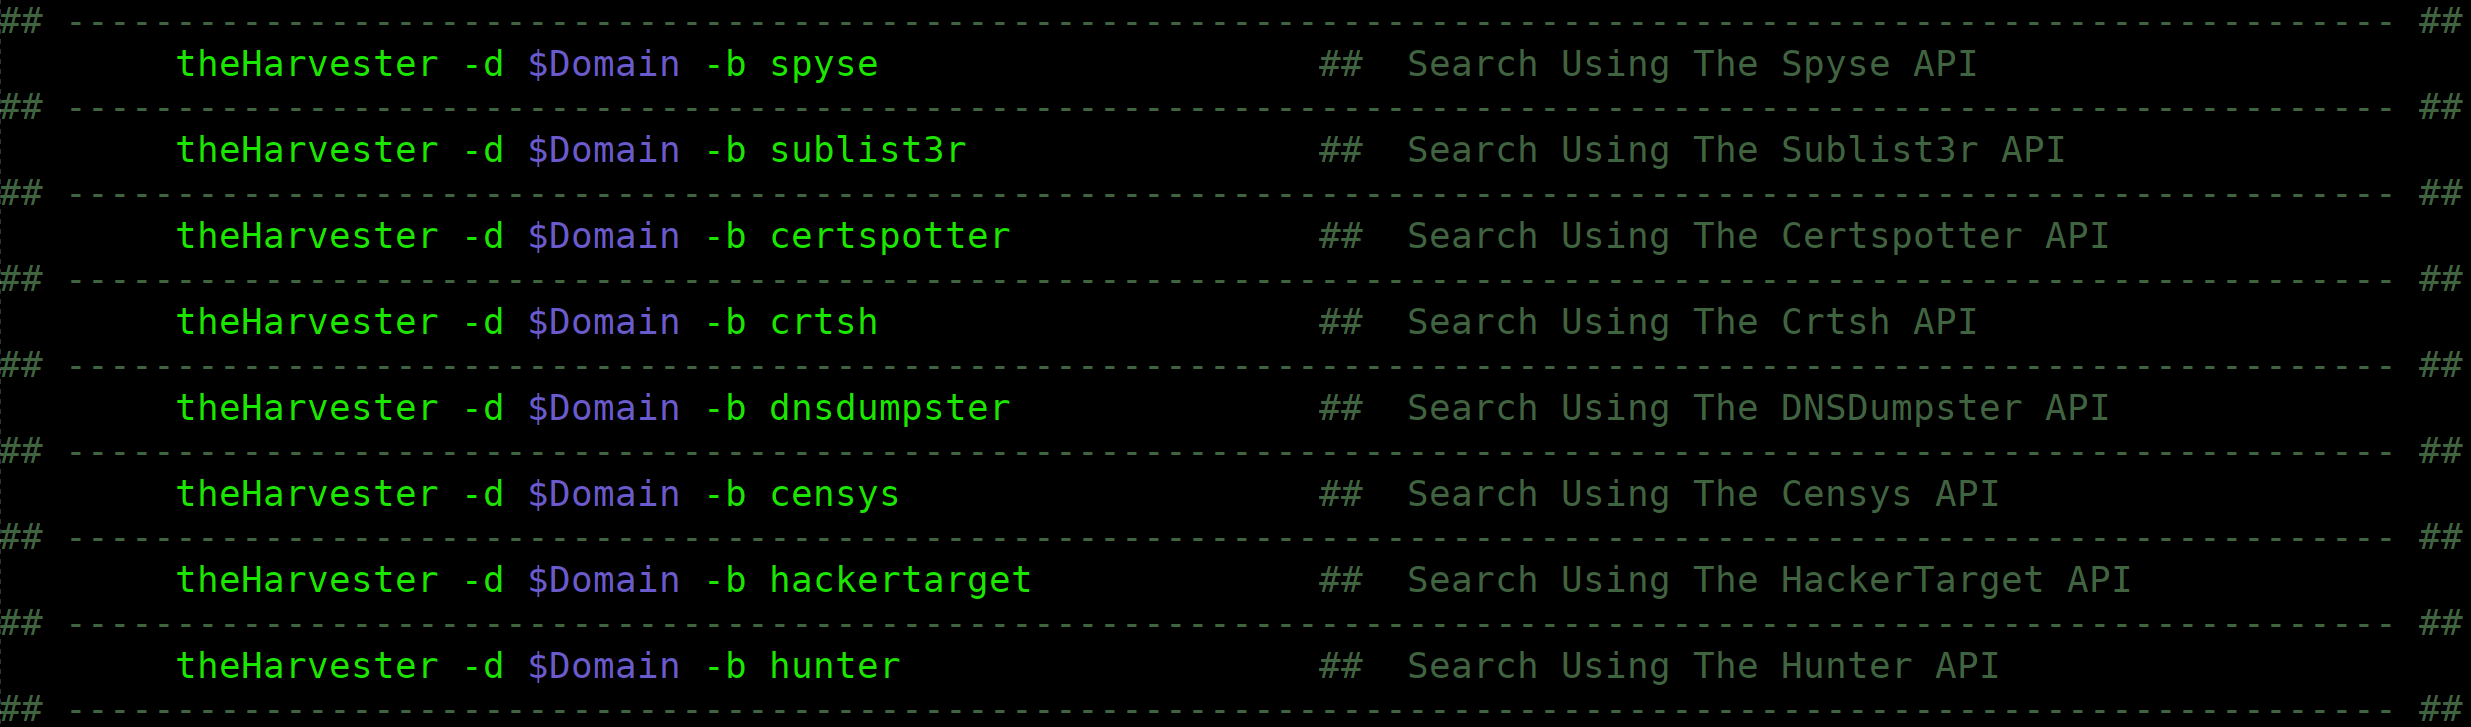 ## ---------------------------------------------------------------------------------------------------------- ##
theHarvester -d $Domain -b spyse ## Search Using The Spyse API
## ---------------------------------------------------------------------------------------------------------- ##
theHarvester -d $Domain -b sublist3r ## Search Using The Sublist3r API
## ---------------------------------------------------------------------------------------------------------- ##
theHarvester -d $Domain -b certspotter ## Search Using The Certspotter API
## ---------------------------------------------------------------------------------------------------------- ##
theHarvester -d $Domain -b crtsh ## Search Using The Crtsh API
## ---------------------------------------------------------------------------------------------------------- ##
theHarvester -d $Domain -b dnsdumpster ## Search Using The DNSDumpster API
## ---------------------------------------------------------------------------------------------------------- ##
theHarvester -d $Domain -b censys ## Search Using The Censys API
## ---------------------------------------------------------------------------------------------------------- ##
theHarvester -d $Domain -b hackertarget ## Search Using The HackerTarget API
## ---------------------------------------------------------------------------------------------------------- ##
theHarvester -d $Domain -b hunter ## Search Using The Hunter API
## ---------------------------------------------------------------------------------------------------------- ##